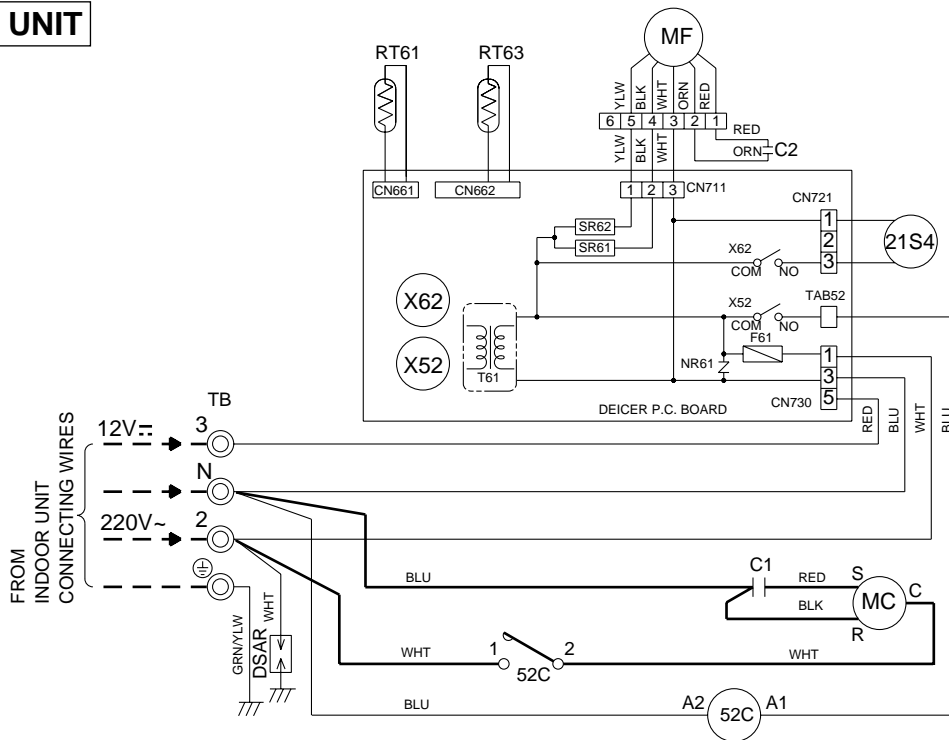 UNIT
MF
RT61
RT63
YLW
BLK
WHT
ORN
RED
6 5 4 3 2 1
RED
ORN
C2
YLW
BLK
WHT
CN661
CN662
1 2 3
CN711
CN721
SR62
SR61
1
2
3
21S4
X62
COM
NO
X62
X52
T61
X52
COM
NO
TAB52
F61
NR61
1
3
5
CN730
DEICER P.C. BOARD
RED
BLU
WHT
BLU
TB
12V
3
N
220V~
2
FROM
INDOOR UNIT
CONNECTING WIRES
GRN/YLW
DSAR
WHT
BLU
C1
RED
S
BLK
MC
C
R
WHT
1
2
52C
WHT
BLU
A2
52C
A1